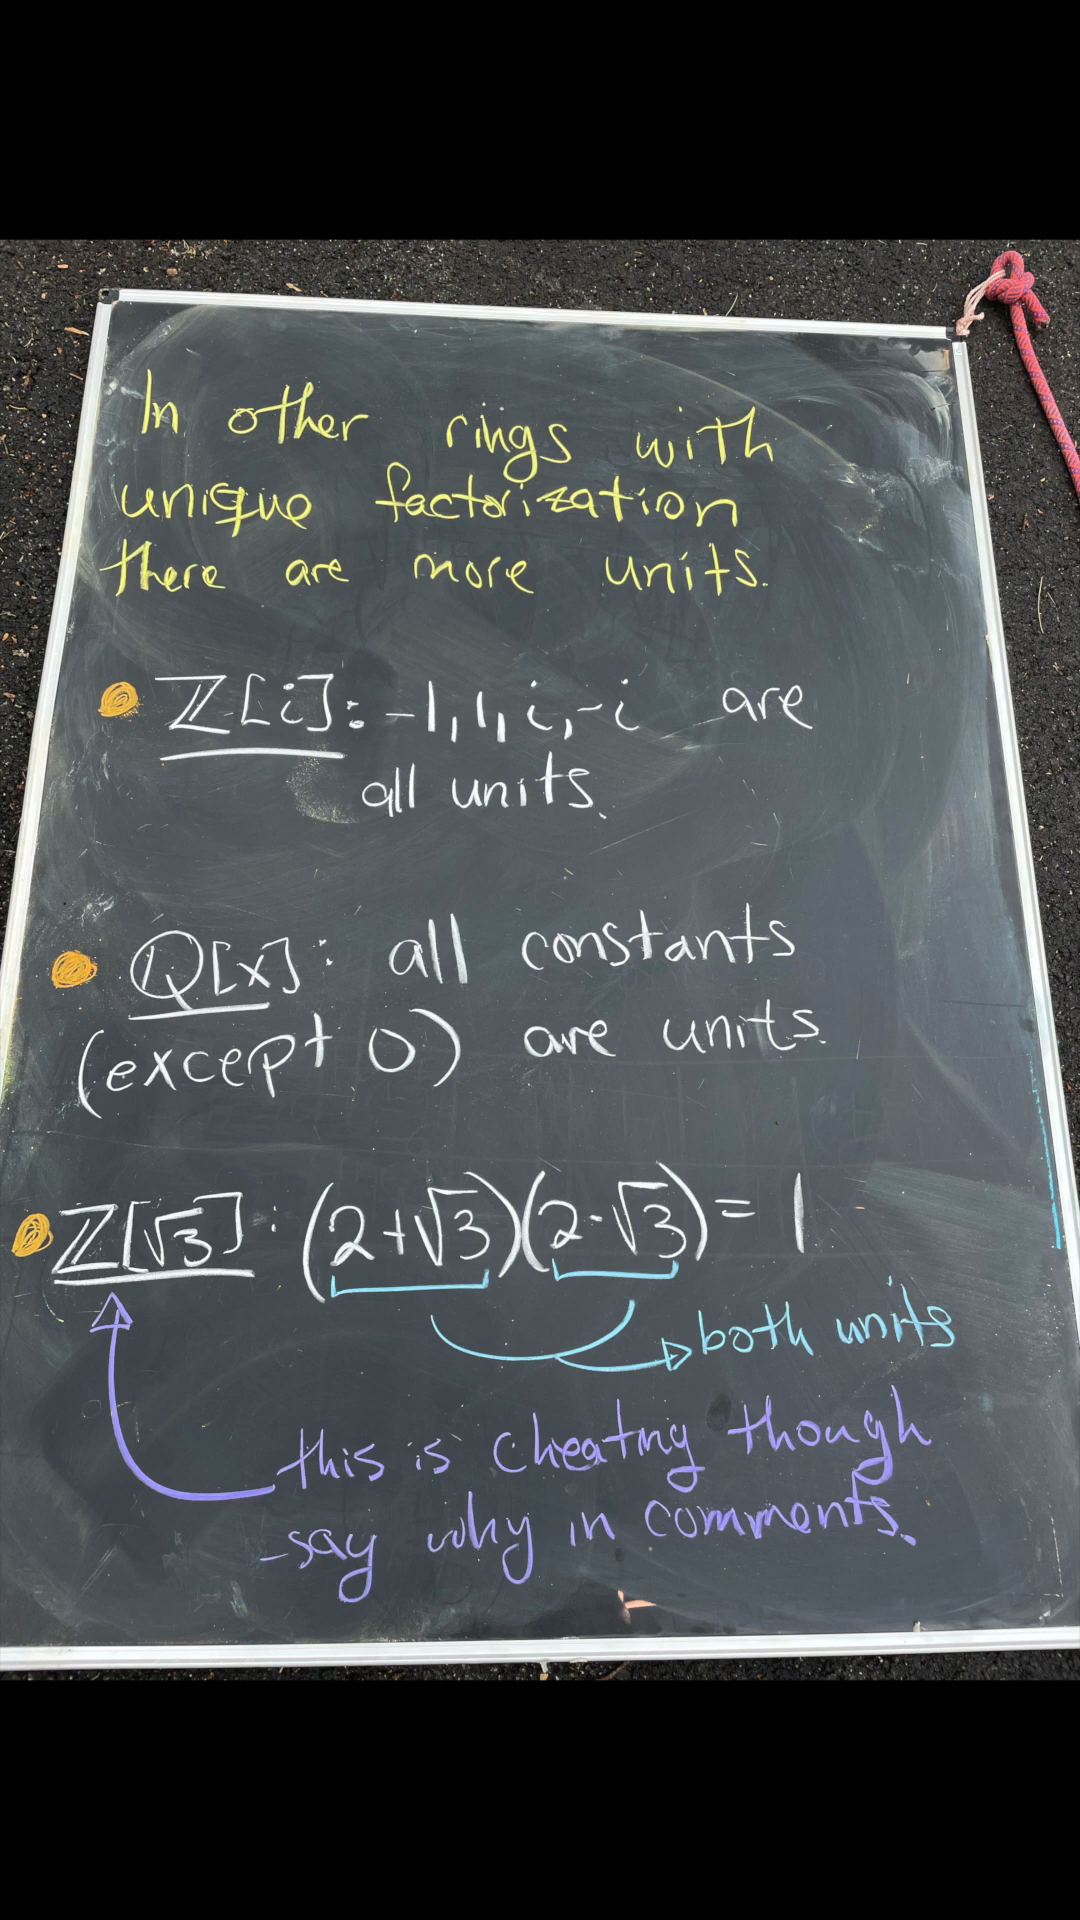 In other rings with
unique factorization
there are more units.
ℤ[i]: -1, 1, i, -i are
all units.
Q[x]: all constants
(except 0) are units.
ℤ[√3]: (2+√3)(2-√3) = 1
both units
this is cheating though
-say why in comments.